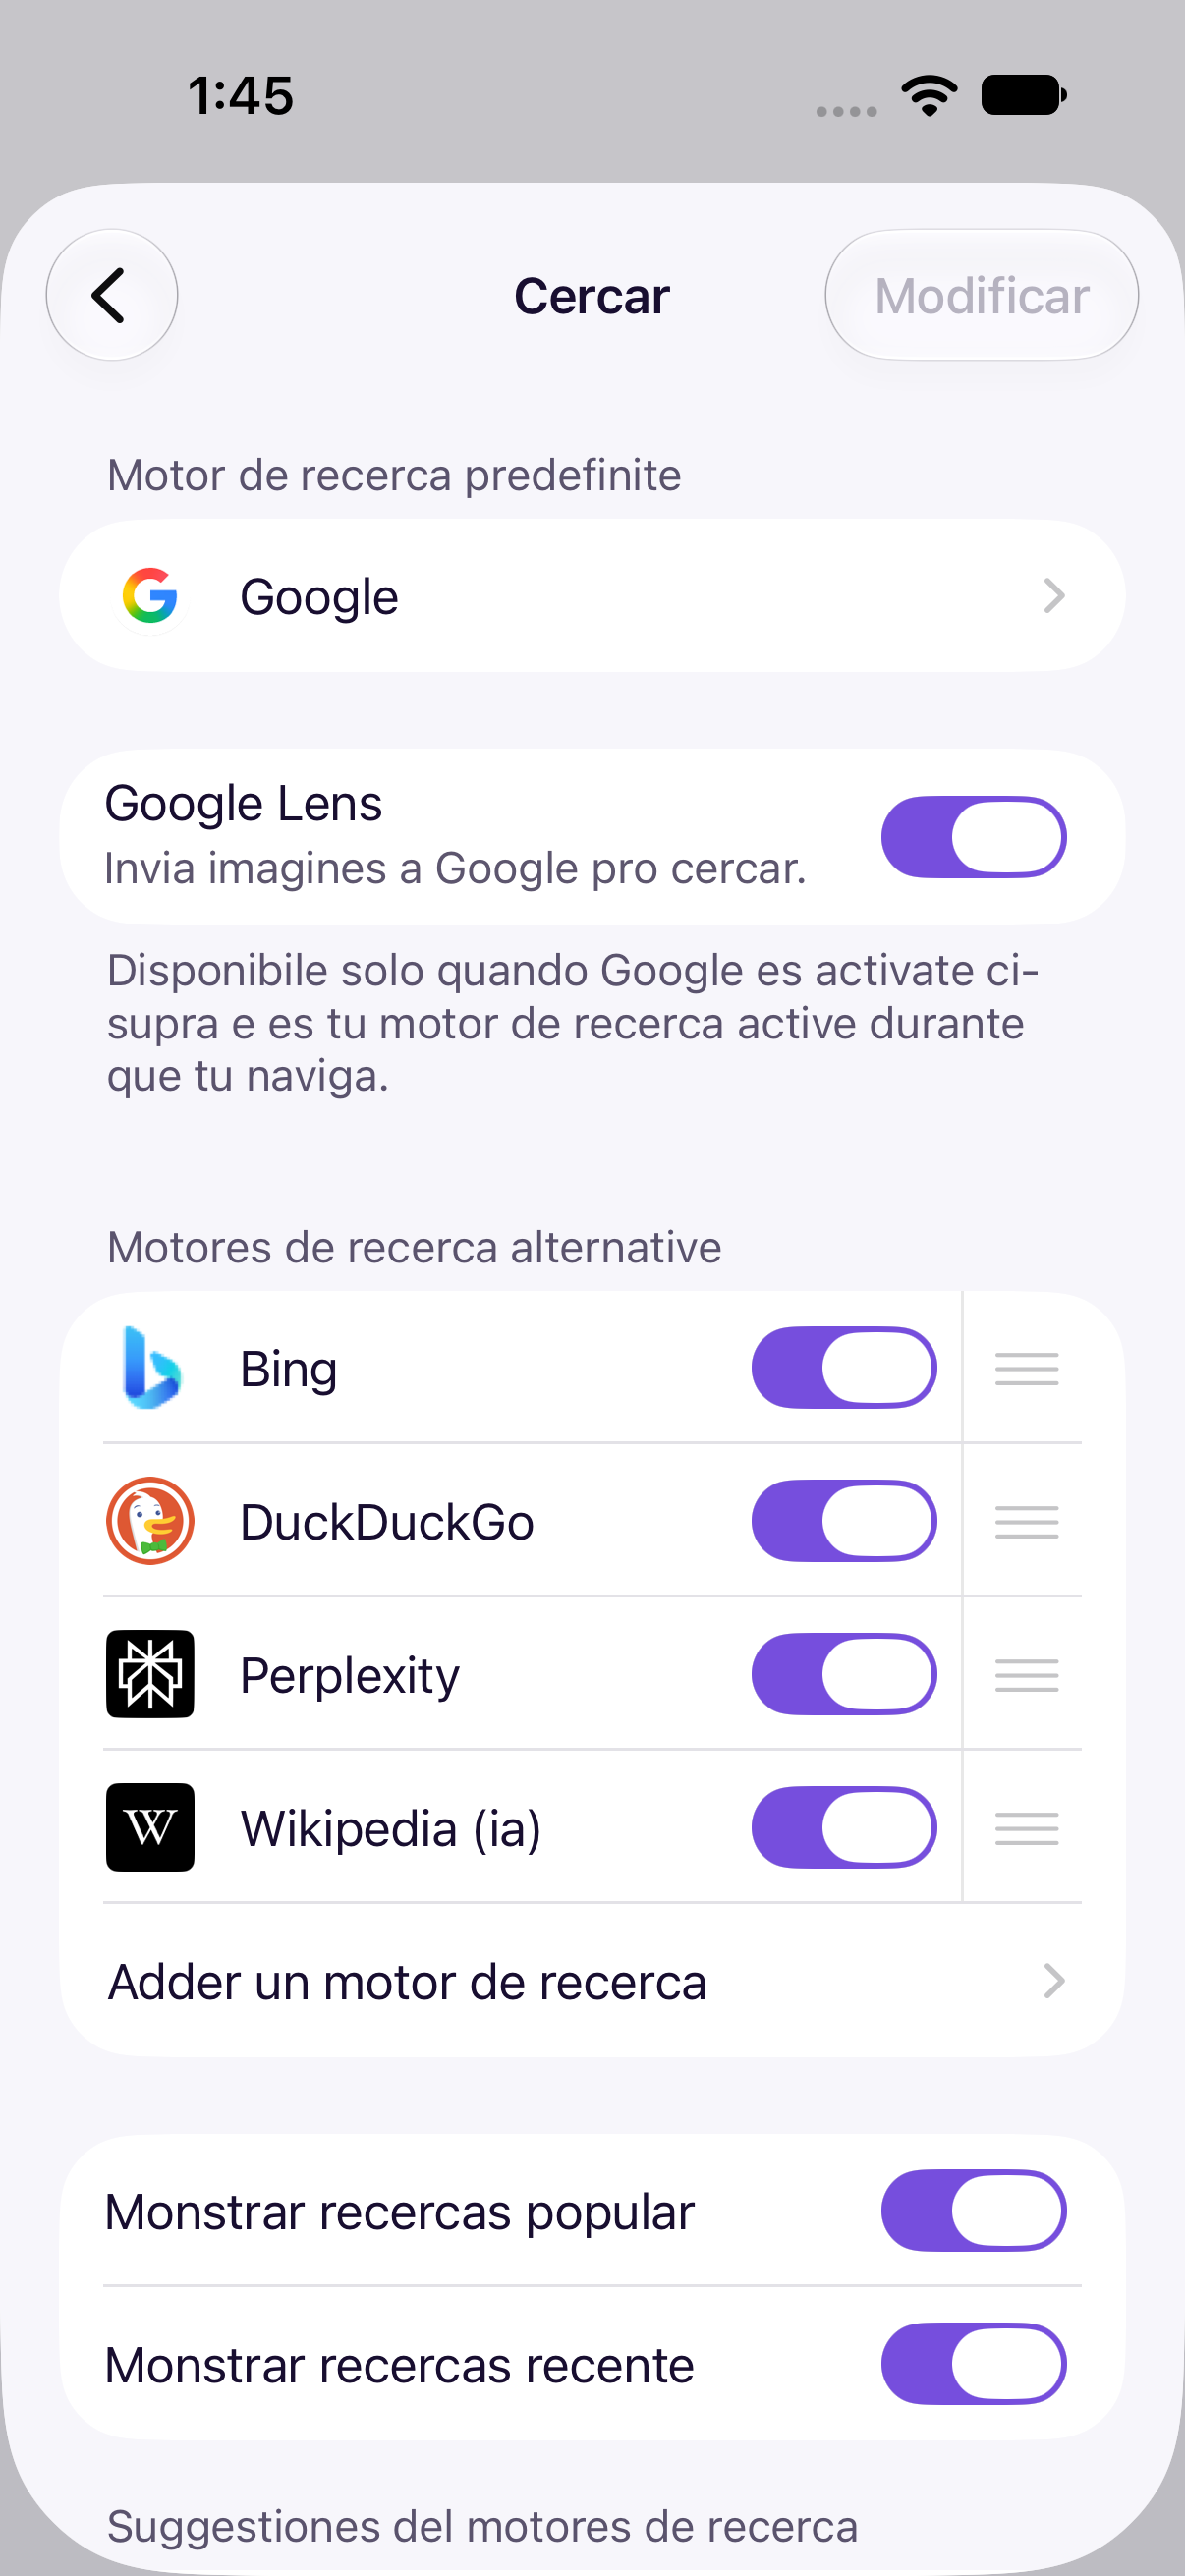 1:45
Cercar
Modificar
Motor de recerca predefinite
Google
Google Lens
Invia imagines a Google pro cercar.
Disponibile solo quando Google es activate ci-
supra e es tu motor de recerca active durante
que tu naviga.
Motores de recerca alternative
Bing
DuckDuckGo
Perplexity
W
Wikipedia (ia)
Adder un motor de recerca
Monstrar recercas popular
Monstrar recercas recente
Suggestiones del motores de recerca